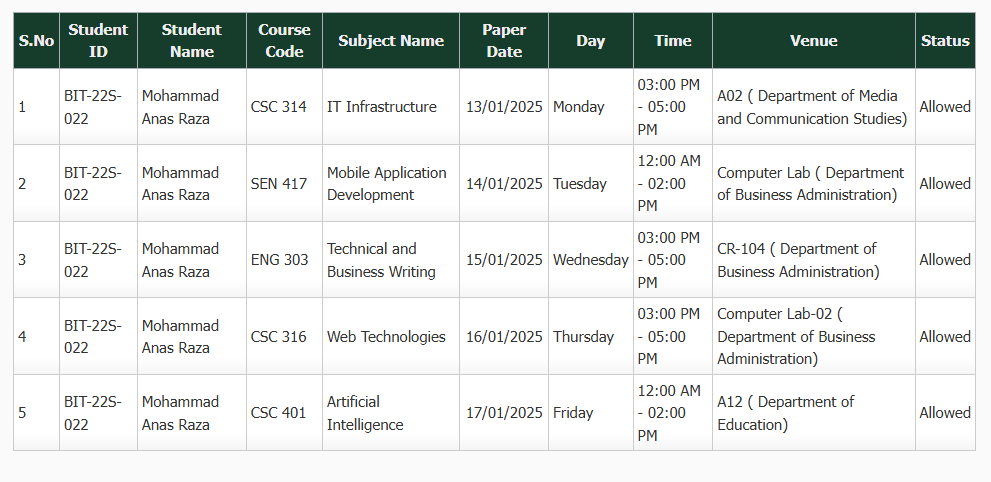 S.No Student ID Student Name Course Code Subject Name Paper Date Day Time Venue Status
1 BIT-22S-022 Mohammad Anas Raza CSC 314 IT Infrastructure 13/01/2025 Monday 03:00 PM - 05:00 PM A02 ( Department of Media and Communication Studies) Allowed
2 BIT-22S-022 Mohammad Anas Raza SEN 417 Mobile Application Development 14/01/2025 Tuesday 12:00 AM - 02:00 PM Computer Lab ( Department of Business Administration) Allowed
3 BIT-22S-022 Mohammad Anas Raza ENG 303 Technical and Business Writing 15/01/2025 Wednesday 03:00 PM - 05:00 PM CR-104 ( Department of Business Administration) Allowed
4 BIT-22S-022 Mohammad Anas Raza CSC 316 Web Technologies 16/01/2025 Thursday 03:00 PM - 05:00 PM Computer Lab-02 ( Department of Business Administration) Allowed
5 BIT-22S-022 Mohammad Anas Raza CSC 401 Artificial Intelligence 17/01/2025 Friday 12:00 AM - 02:00 PM A12 ( Department of Education) Allowed